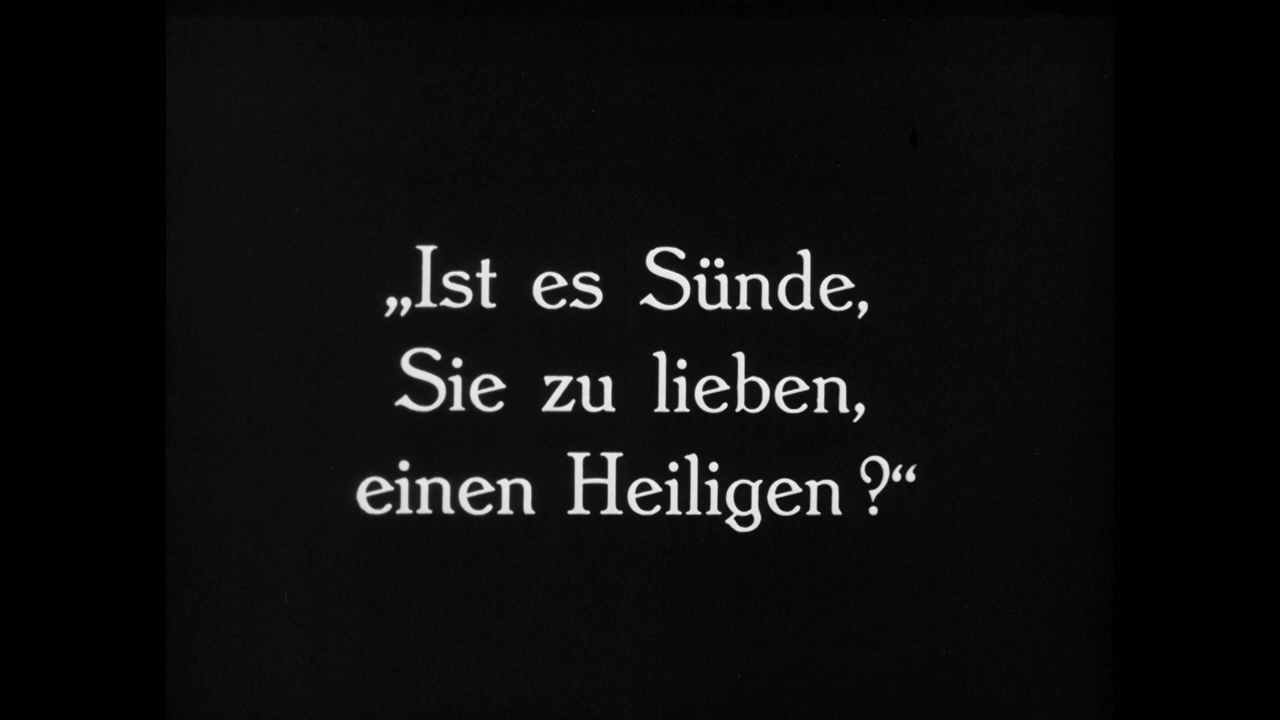 „Ist es Sünde,
Sie zu lieben,
einen Heiligen?“